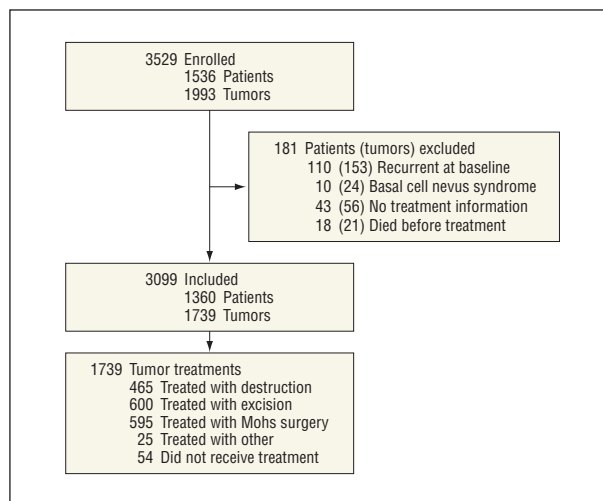 3529 Enrolled
1536 Patients
1993 Tumors
181 Patients (tumors) excluded
110 (153) Recurrent at baseline
10 (24) Basal cell nevus syndrome
43 (56) No treatment information
18 (21) Died before treatment
3099 Included
1360 Patients
1739 Tumors
1739 Tumor treatments
465 Treated with destruction
600 Treated with excision
595 Treated with Mohs surgery
25 Treated with other
54 Did not receive treatment